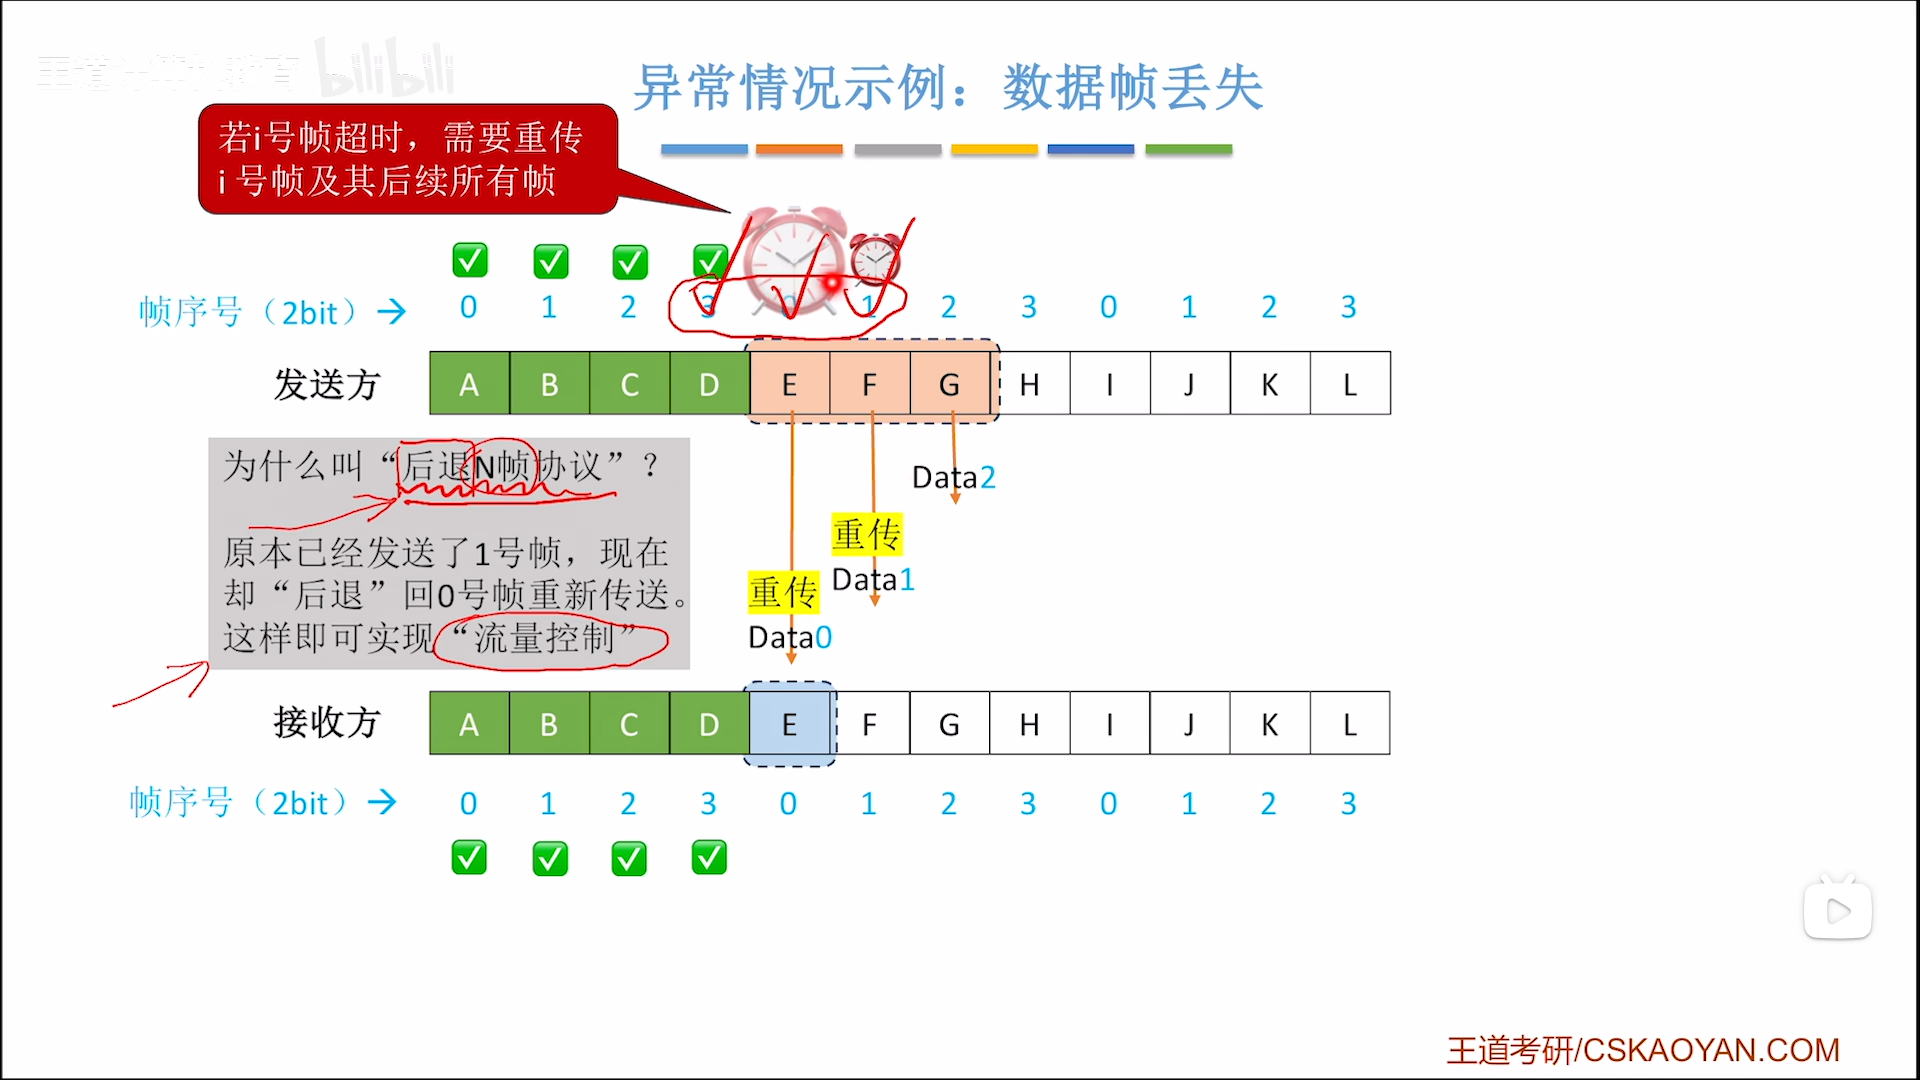 王道计算机教育 bilibili
异常情况示例：数据帧丢失
若i号帧超时，需要重传
i 号帧及其后续所有帧
帧序号（2bit）→ 0 1 2 3 0 1 2 3 0 1 2 3
发送方 A B C D E F G H I J K L
为什么叫“后退N帧协议”？
原本已经发送了1号帧，现在
却“后退”回0号帧重新传送。
这样即可实现“流量控制”
Data2
重传
Data1
重传
Data0
接收方 A B C D E F G H I J K L
帧序号（2bit）→ 0 1 2 3 0 1 2 3 0 1 2 3
王道考研/CSKAOYAN.COM